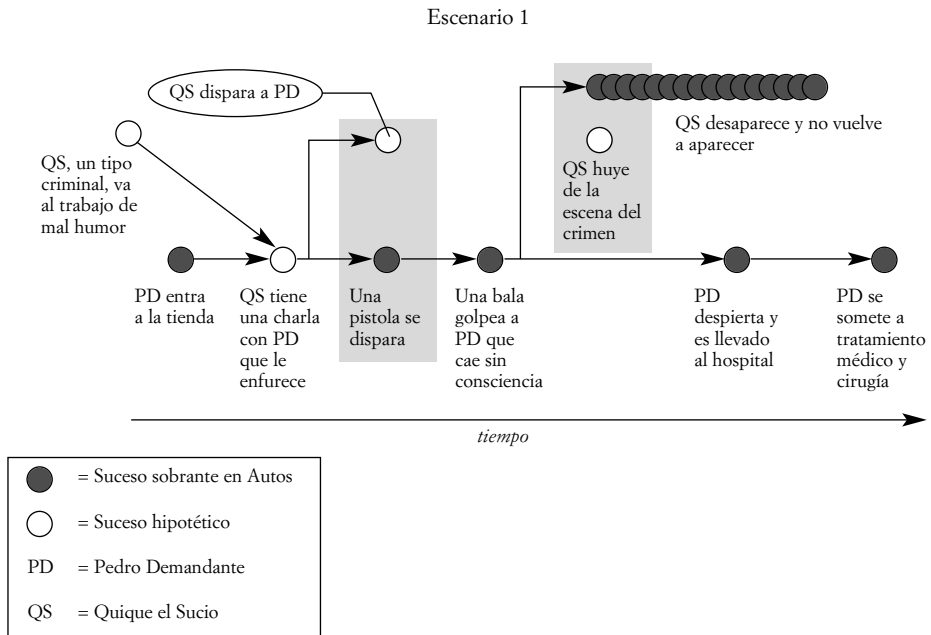 Escenario 1
QS dispara a PD
QS, un tipo
criminal, va
al trabajo de
mal humor
QS desaparece y no vuelve
a aparecer
QS huye
de la
escena del
crimen
PD entra
a la tienda
QS tiene
una charla
con PD
que le
enfurece
Una
pistola se
dispara
Una bala
golpea a
PD que
cae sin
consciencia
PD
despierta y
es llevado
al hospital
PD se
somete a
tratamiento
médico y
cirugía
tiempo
= Suceso sobrante en Autos
= Suceso hipotético
PD = Pedro Demandante
QS = Quique el Sucio